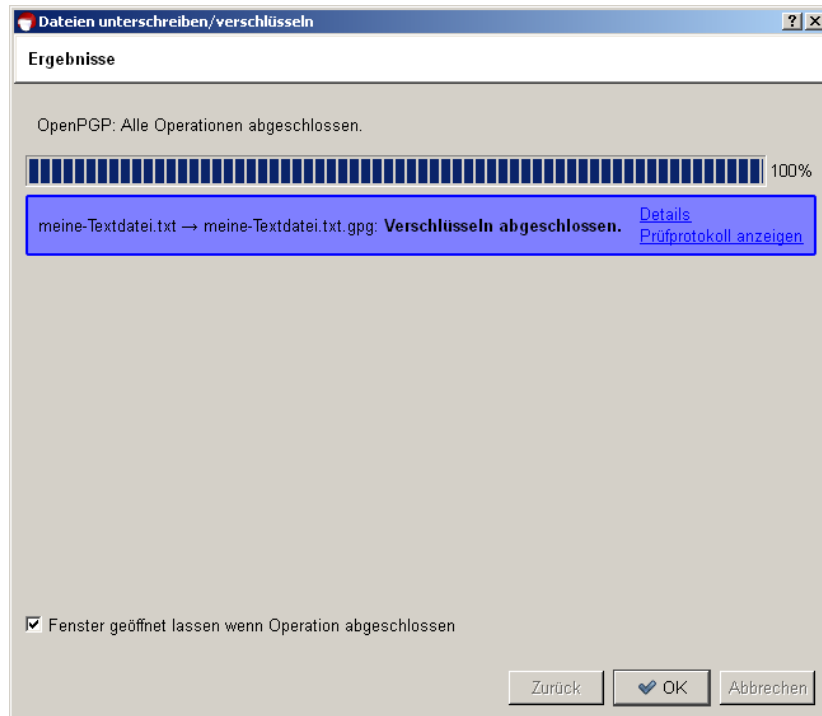 Dateien unterschreiben/verschlüsseln
Ergebnisse
OpenPGP: Alle Operationen abgeschlossen.
100%
meine-Textdatei.txt → meine-Textdatei.txt.gpg: Verschlüsseln abgeschlossen.
Details
Prüfprotokoll anzeigen
Fenster geöffnet lassen wenn Operation abgeschlossen
Zurück
OK
Abbrechen